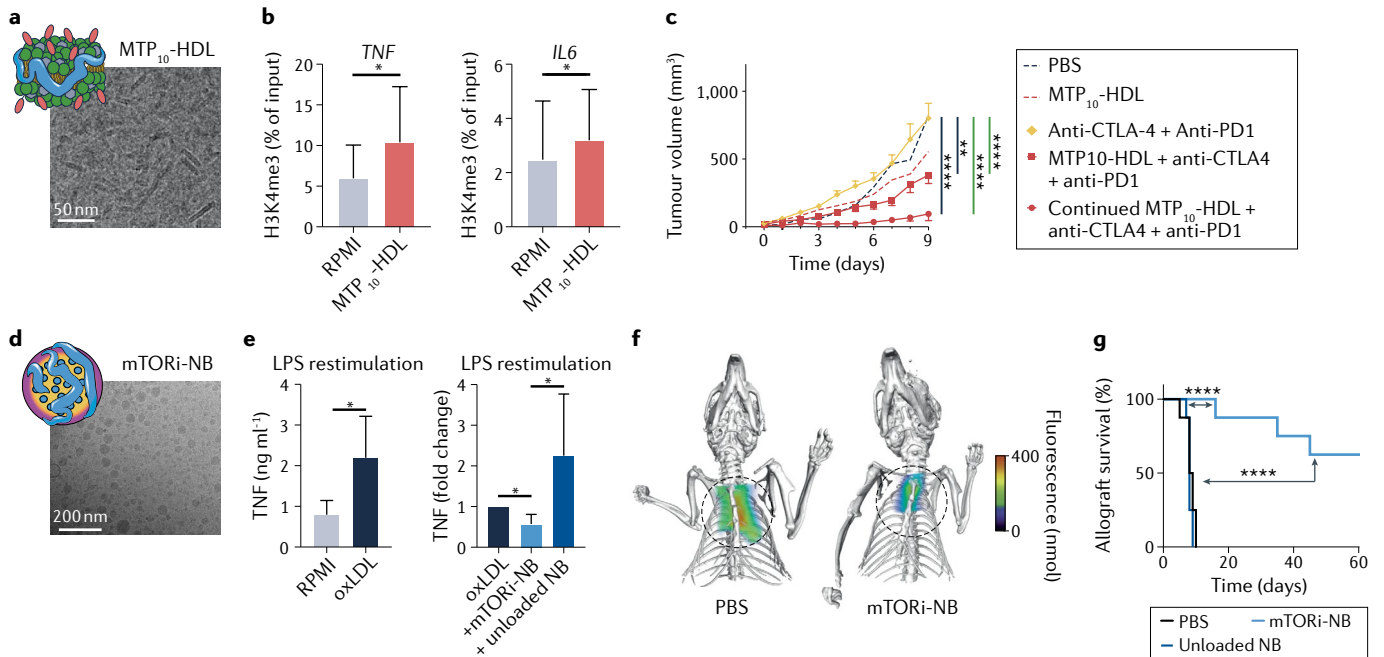 a
MTP10-HDL
50 nm
b
TNF
H3K4me3 (% of input)
20
15
10
5
0
*
RPMI
MTP10-HDL
IL6
H3K4me3 (% of input)
6
4
2
0
*
RPMI
MTP10-HDL
c
Tumour volume (mm3)
1,000
500
0
0
3
6
9
Time (days)
****
**
****
****
PBS
MTP10-HDL
Anti-CTLA-4 + Anti-PD1
MTP10-HDL + anti-CTLA4
+ anti-PD1
Continued MTP10-HDL +
anti-CTLA4 + anti-PD1
d
mTORi-NB
200 nm
e
LPS restimulation
TNF (ng ml-1)
4
3
2
1
0
*
RPMI
oxLDL
LPS restimulation
TNF (fold change)
4
3
2
1
0
*
*
oxLDL
+mTORi-NB
+ unloaded NB
f
PBS
mTORi-NB
400
0
Fluorescence (nmol)
g
Allograft survival (%)
100
50
0
****
****
0
20
40
60
Time (days)
PBS
mTORi-NB
Unloaded NB